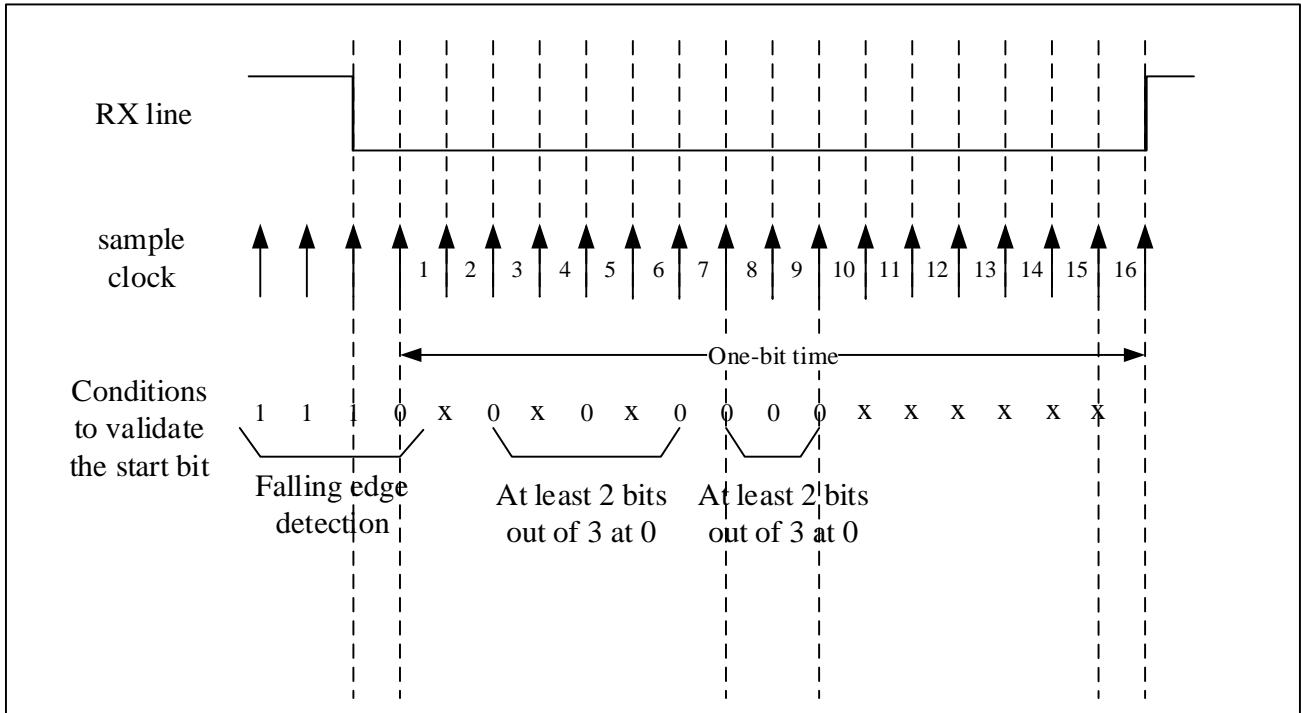 RX line
sample
clock
1 2 3 4 5 6 7 8 9 10 11 12 13 14 15 16
One-bit time
Conditions
to validate
the start bit
1 1 1 0 x 0 x 0 x 0 0 0 0 x x x x x x
Falling edge
detection
At least 2 bits
out of 3 at 0
At least 2 bits
out of 3 at 0